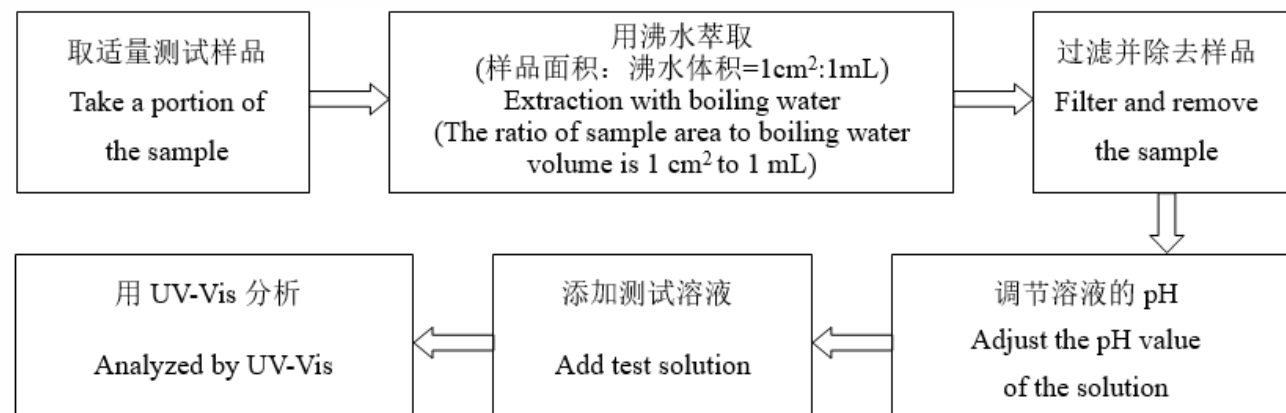 取适量测试样品
Take a portion of
the sample
用沸水萃取
(样品面积：沸水体积=1cm²:1mL)
Extraction with boiling water
(The ratio of sample area to boiling water
volume is 1 cm² to 1 mL)
过滤并除去样品
Filter and remove
the sample
调节溶液的 pH
Adjust the pH value
of the solution
添加测试溶液
Add test solution
用 UV-Vis 分析
Analyzed by UV-Vis